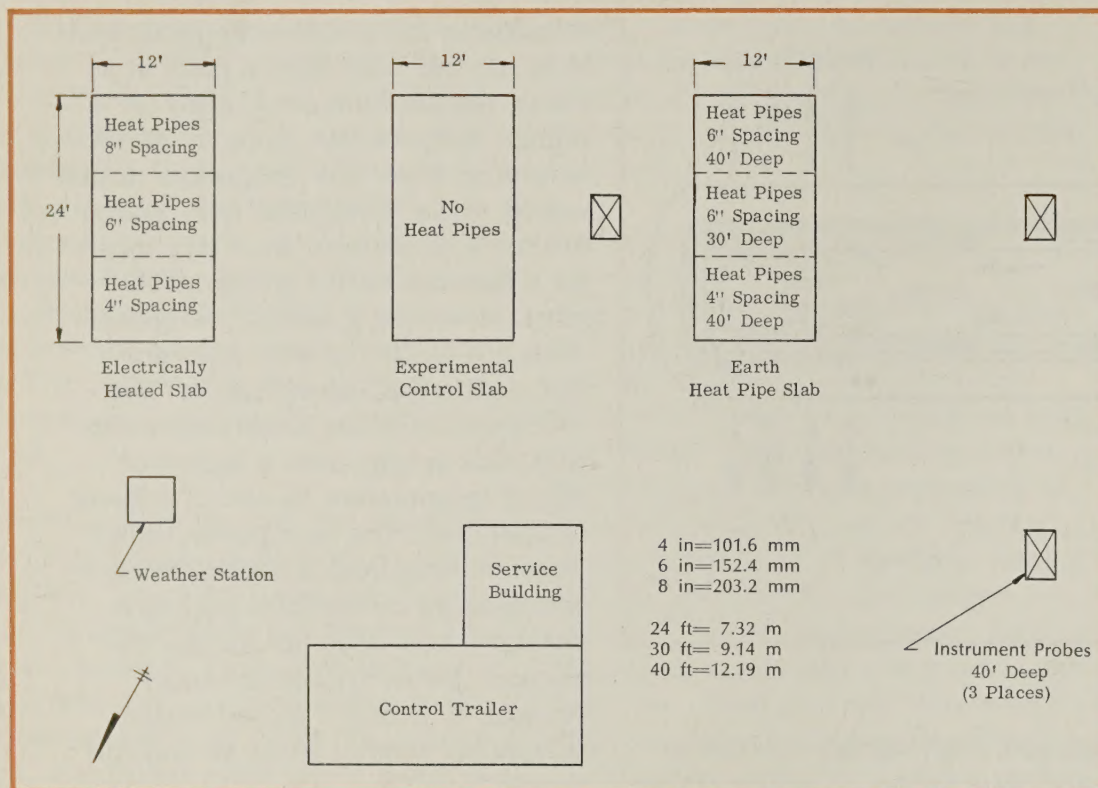 12'
12'
12'
24'
Heat Pipes
8" Spacing
Heat Pipes
6" Spacing
Heat Pipes
4" Spacing
Electrically
Heated Slab
No
Heat Pipes
Experimental
Control Slab
Heat Pipes
6" Spacing
40' Deep
Heat Pipes
6" Spacing
30' Deep
Heat Pipes
4" Spacing
40' Deep
Earth
Heat Pipe Slab
Weather Station
Service
Building
Control Trailer
4 in=101.6 mm
6 in=152.4 mm
8 in=203.2 mm
24 ft= 7.32 m
30 ft= 9.14 m
40 ft=12.19 m
Instrument Probes
40' Deep
(3 Places)